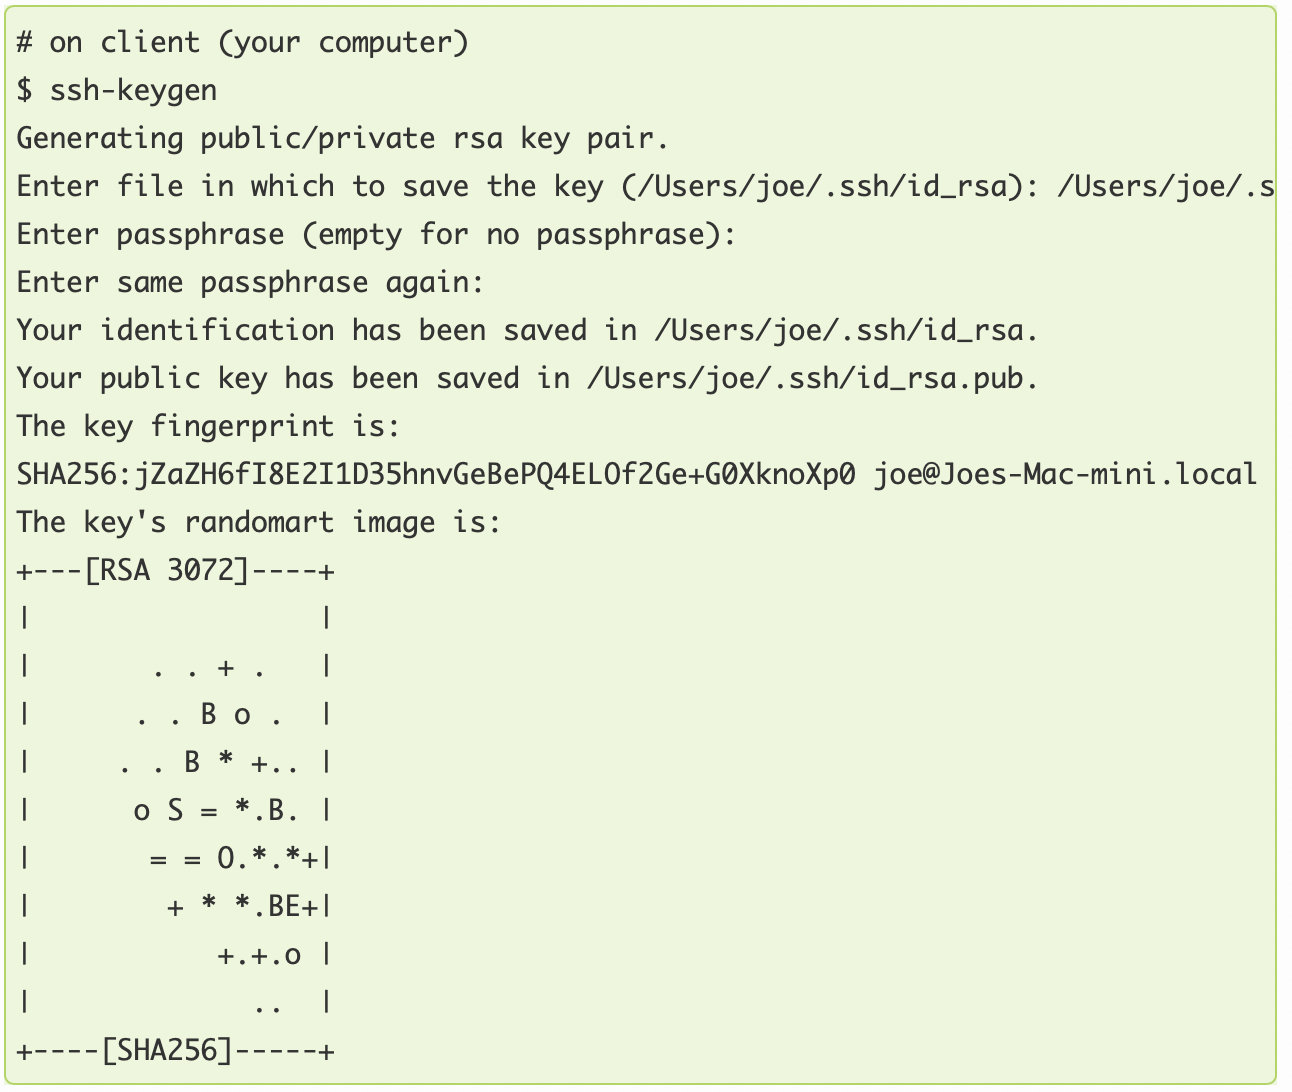 # on client (your computer)
$ ssh-keygen
Generating public/private rsa key pair.
Enter file in which to save the key (/Users/joe/.ssh/id_rsa): /Users/joe/.s
Enter passphrase (empty for no passphrase):
Enter same passphrase again:
Your identification has been saved in /Users/joe/.ssh/id_rsa.
Your public key has been saved in /Users/joe/.ssh/id_rsa.pub.
The key fingerprint is:
SHA256:jZaZH6fI8E2I1D35hnvGeBePQ4ELOf2Ge+G0XknoXp0 joe@Joes-Mac-mini.local
The key's randomart image is:
+---[RSA 3072]----+
|                 |
|       . . + .   |
|      . . B o .  |
|     . . B * +.. |
|      o S = *.B. |
|       = = O.*.*+|
|        + * *.BE+|
|           +.+.o |
|             ..  |
+----[SHA256]-----+